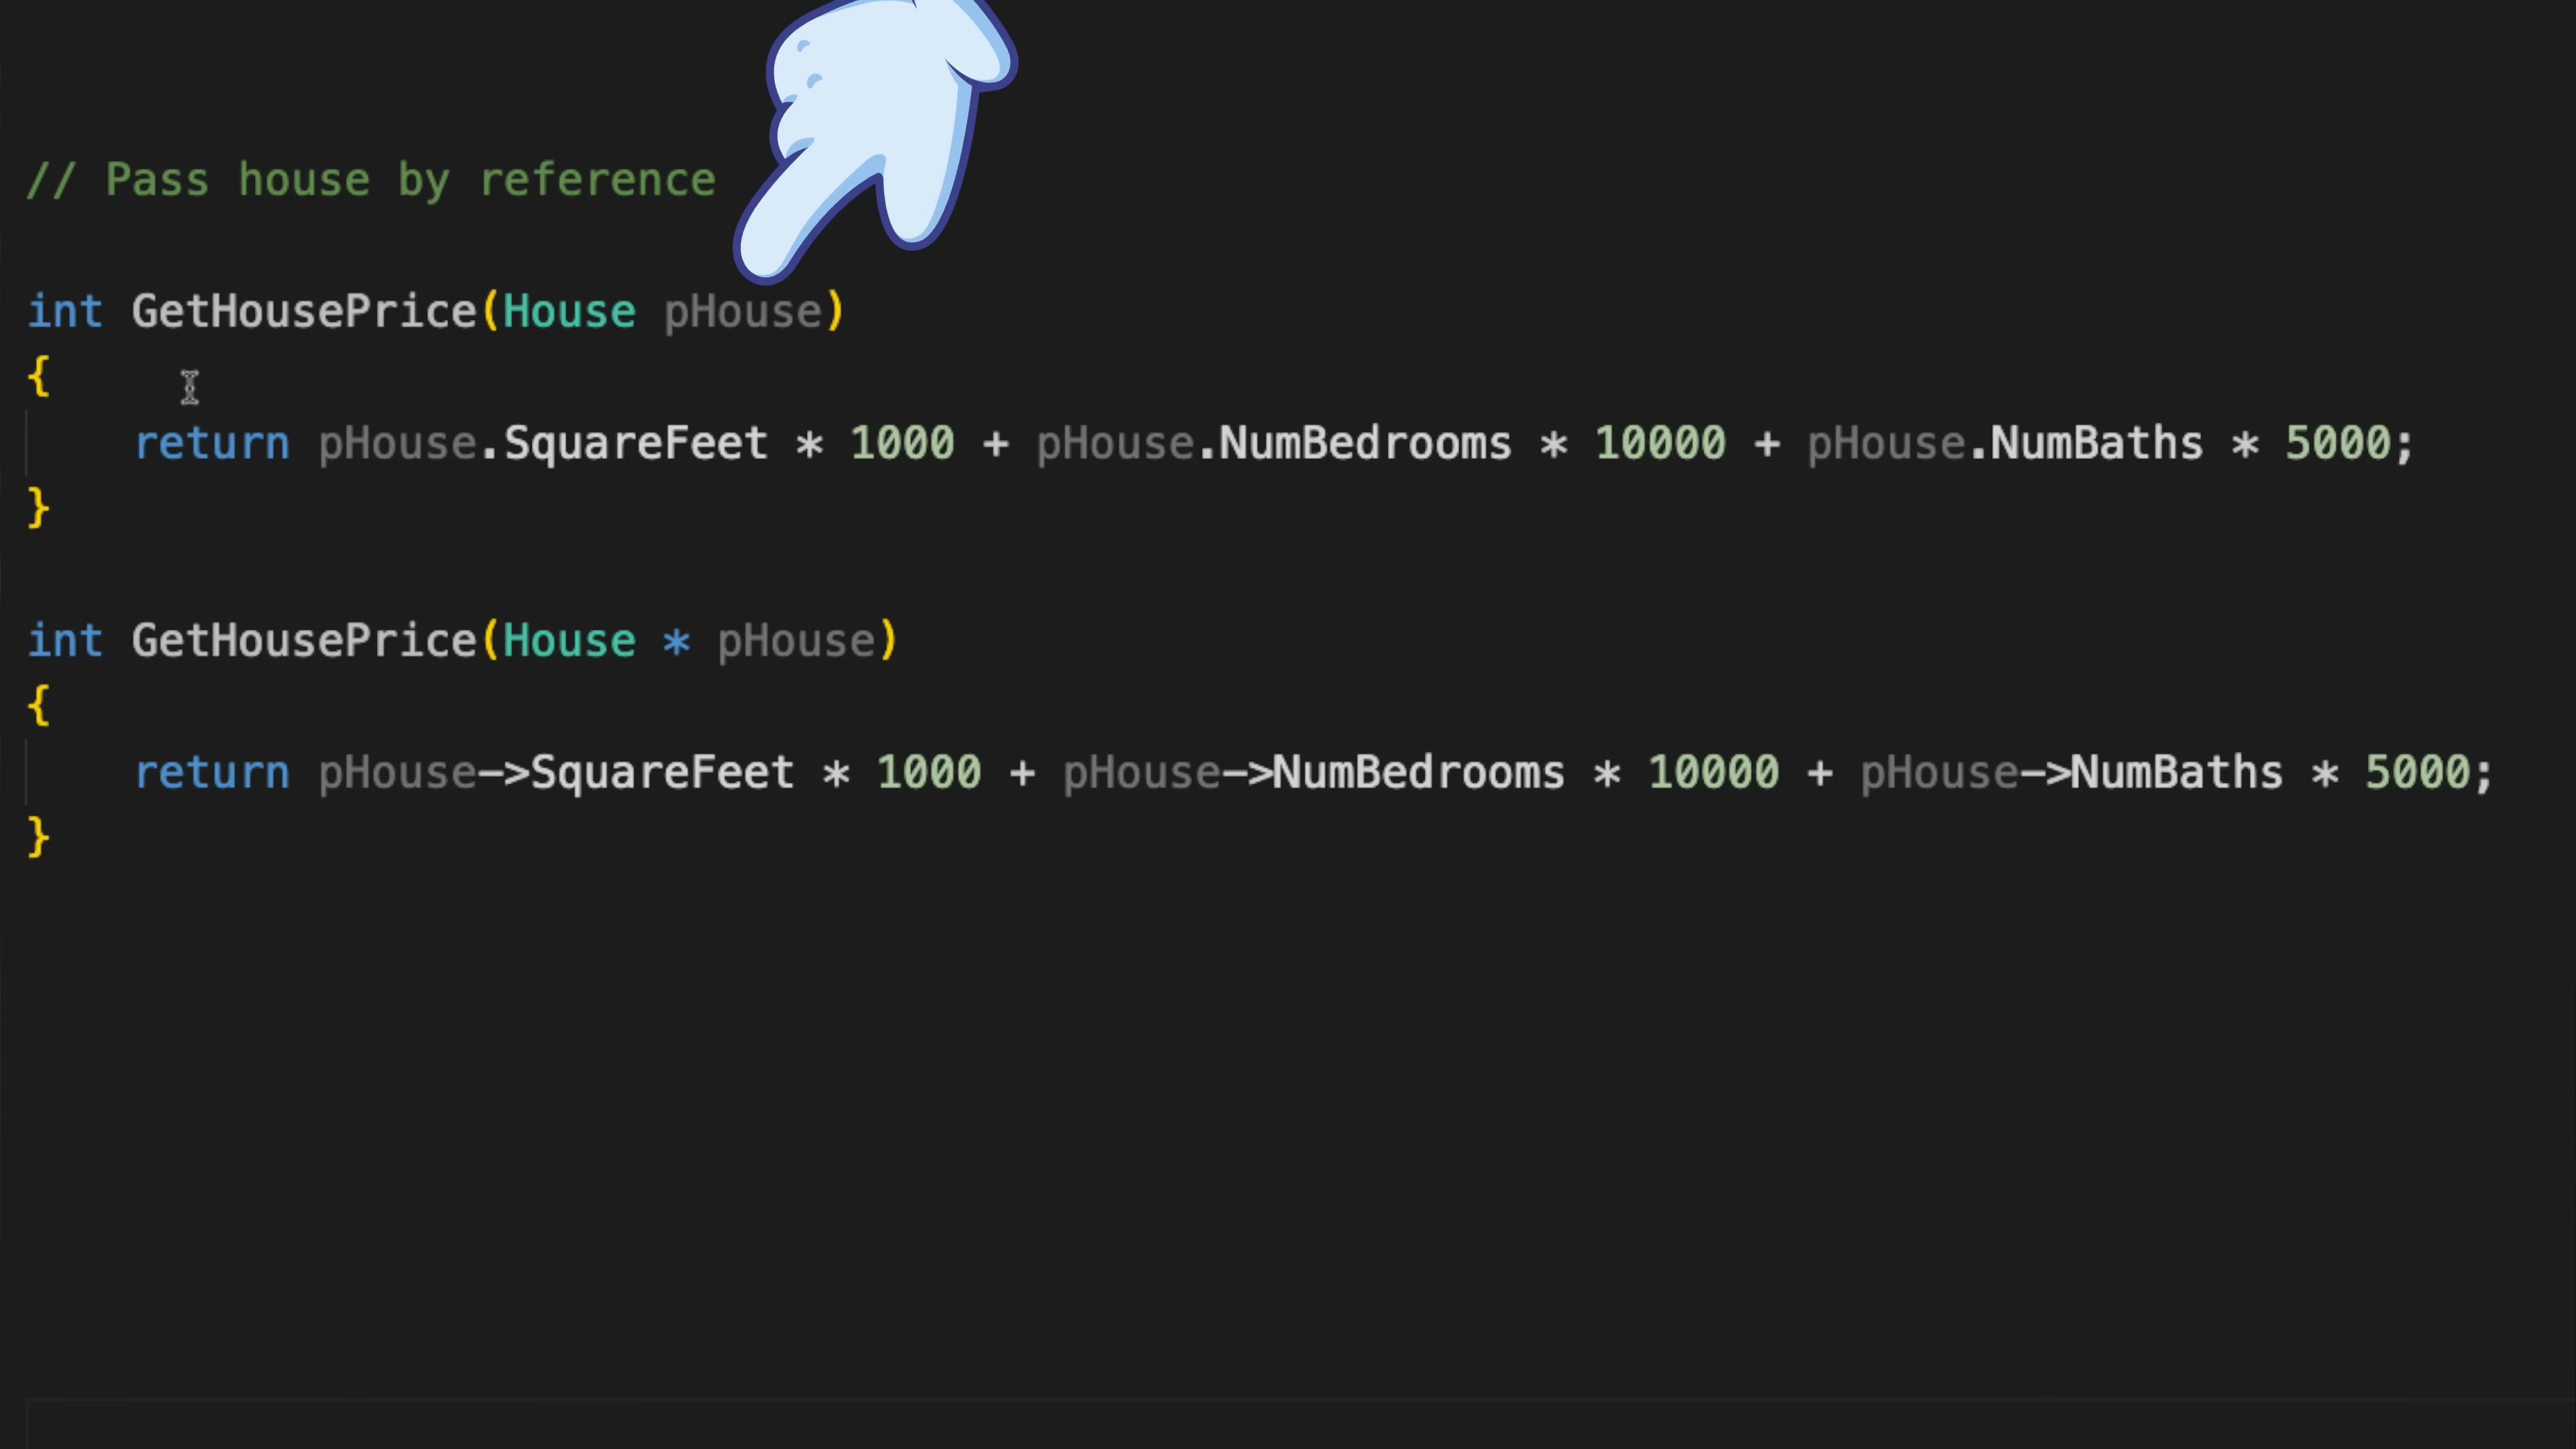 // Pass house by reference
int GetHousePrice(House pHouse)
{
return pHouse.SquareFeet * 1000 + pHouse.NumBedrooms * 10000 + pHouse.NumBaths * 5000;
}
int GetHousePrice(House * pHouse)
{
return pHouse->SquareFeet * 1000 + pHouse->NumBedrooms * 10000 + pHouse->NumBaths * 5000;
}